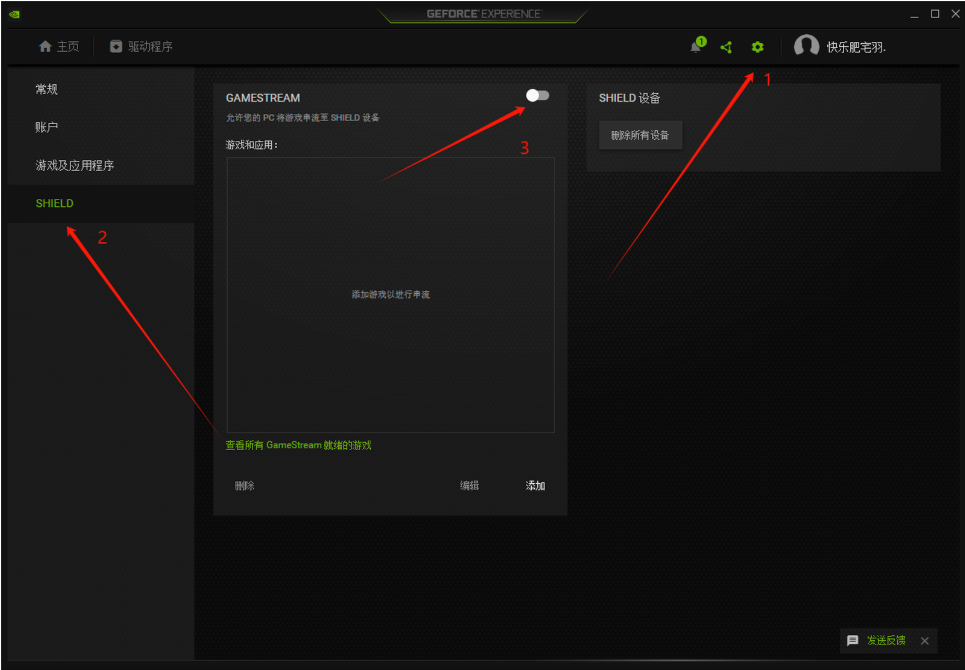 GEFORCE EXPERIENCE
主页
驱动程序
1
快乐肥宅羽.
1
常规
账户
游戏及应用程序
SHIELD
2
GAMESTREAM
允许您的 PC 将游戏串流至 SHIELD 设备
3
游戏和应用:
添加游戏以进行串流
查看所有 GameStream 就绪的游戏
删除
编辑
添加
SHIELD 设备
删除所有设备
发送反馈